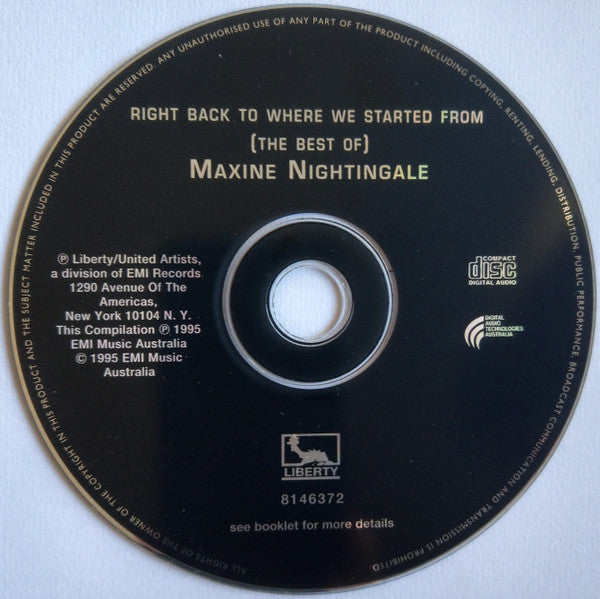 ALL RIGHTS OF THE OWNER OF THE COPYRIGHT IN THIS PRODUCT AND THE SUBJECT MATTER INCLUDED IN THIS PRODUCT ARE RESERVED. ANY UNAUTHORISED USE OF ANY PART OF THE PRODUCT INCLUDING COPYING, RENTING, LENDING, DISTRIBUTION, PUBLIC PERFORMANCE, BROADCAST COMMUNICATION AND TRANSMISSION IS PROHIBITED
RIGHT BACK TO WHERE WE STARTED FROM
(THE BEST OF)
MAXINE NIGHTINGALE
℗ Liberty/United Artists,
a division of EMI Records
1290 Avenue Of The
Americas,
New York 10104 N. Y.
This Compilation ℗ 1995
EMI Music Australia
© 1995 EMI Music
Australia
COMPACT
disc
DIGITAL AUDIO
DIGITAL
AUDIO
TECHNOLOGIES
AUSTRALIA
LIBERTY
8146372
see booklet for more details